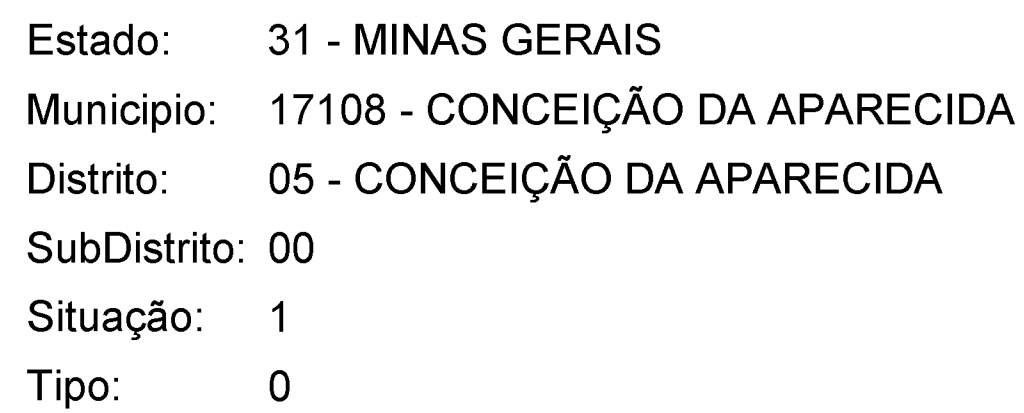 Estado: 31 - MINAS GERAIS
Municipio: 17108 - CONCEIÇÃO DA APARECIDA
Distrito: 05 - CONCEIÇÃO DA APARECIDA
SubDistrito: 00
Situação: 1
Tipo: 0